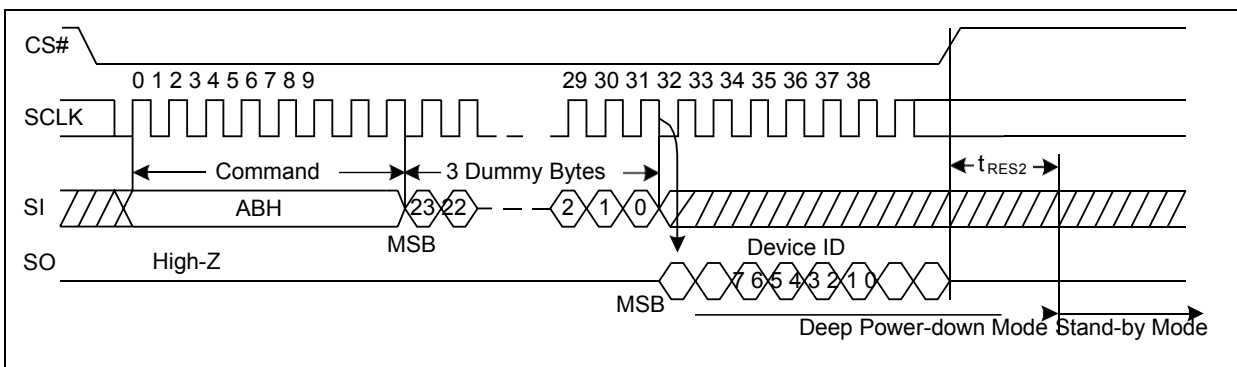 CS#
0 1 2 3 4 5 6 7 8 9
29 30 31 32 33 34 35 36 37 38
SCLK
Command
3 Dummy Bytes
tRES2
SI
ABH
23
22
2
1
0
MSB
SO
High-Z
Device ID
7 6 5 4 3 2 1 0
MSB
Deep Power-down Mode
Stand-by Mode